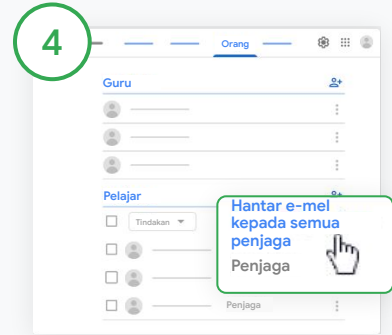 4
Orang
Guru
Pelajar
Tindakan
Hantar e-mel
kepada semua
penjaga
Penjaga
Penjaga